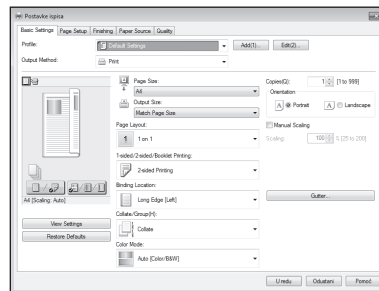 Postavke ispisa
Basic Settings Page Setup Finishing Paper Source Quality
Profile: Default Settings Add(1)... Edit(2)...
Output Method: Print
Page Size:
A4
Output Size:
Match Page Size
Copies(Q): 1 [1 to 999]
Orientation
A Portrait A Landscape
Page Layout:
1 1 on 1
Manual Scaling
Scaling: 100 % [25 to 200]
1-sided/2-sided/Booklet Printing:
2-sided Printing
Binding Location:
Long Edge [Left]
Gutter...
A4 [Scaling: Auto]
View Settings
Restore Defaults
Collate/Group(H):
Collate
Color Mode:
Auto [Color/B&W]
U redu Odustani Pomoć